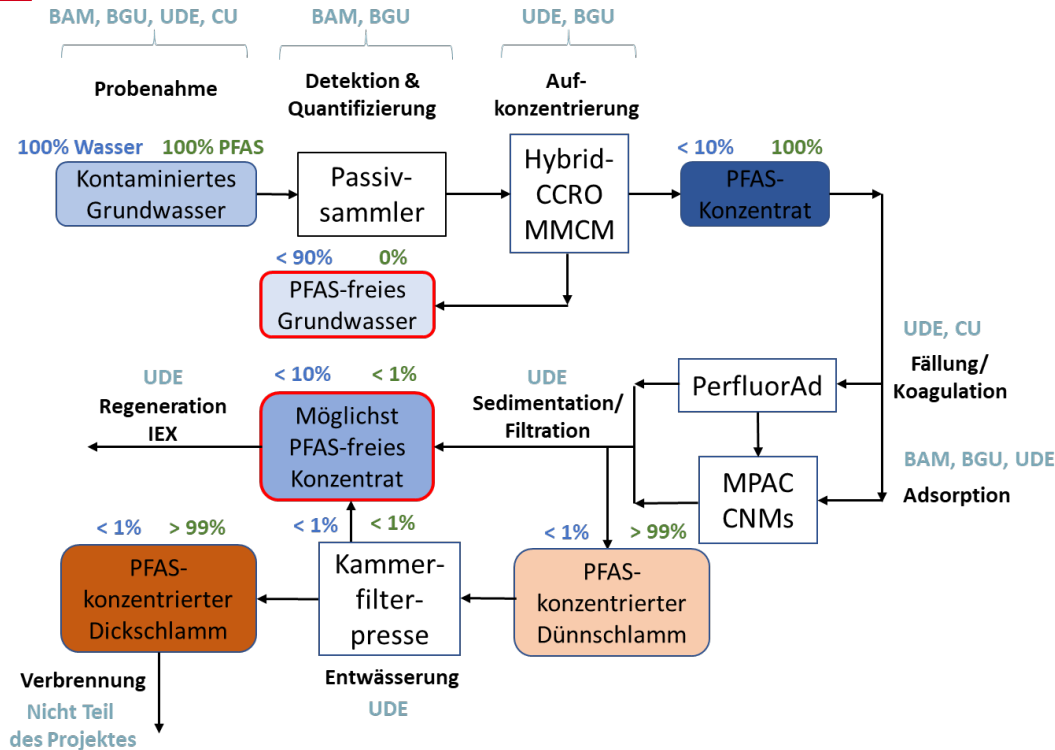 BAM, BGU, UDE, CU
BAM, BGU
UDE, BGU
Probenahme
Detektion &
Quantifizierung
Auf-
konzentrierung
100% Wasser 100% PFAS
Kontaminiertes
Grundwasser
Passiv-
sammler
Hybrid-
CCRO
MMCM
< 10% 100%
PFAS-
Konzentrat
< 90% 0%
PFAS-freies
Grundwasser
UDE, CU
Fällung/
Koagulation
PerfluorAd
BAM, BGU, UDE
Adsorption
MPAC
CNMs
UDE
Sedimentation/
Filtration
< 10% < 1%
Möglichst
PFAS-freies
Konzentrat
UDE
Regeneration
IEX
< 1% > 99%
PFAS-
konzentrierter
Dünnschlamm
< 1% < 1%
Kammer-
filter-
presse
Entwässerung
UDE
< 1% > 99%
PFAS-
konzentrierter
Dickschlamm
Verbrennung
Nicht Teil
des Projektes